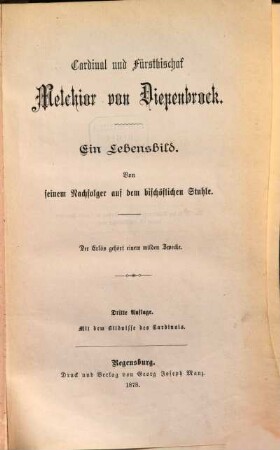 Cardinal und Fürstbischof
Melchior von Diepenbrock.
Ein Lebensbild.
Von
seinem Nachfolger auf dem bischöflichen Stuhle.
Der Erlös gehört einem milden Zwecke.
Dritte Auflage.
Mit dem Bildnisse des Cardinals.
Regensburg.
Druck und Verlag von Georg Joseph Manz.
1878.